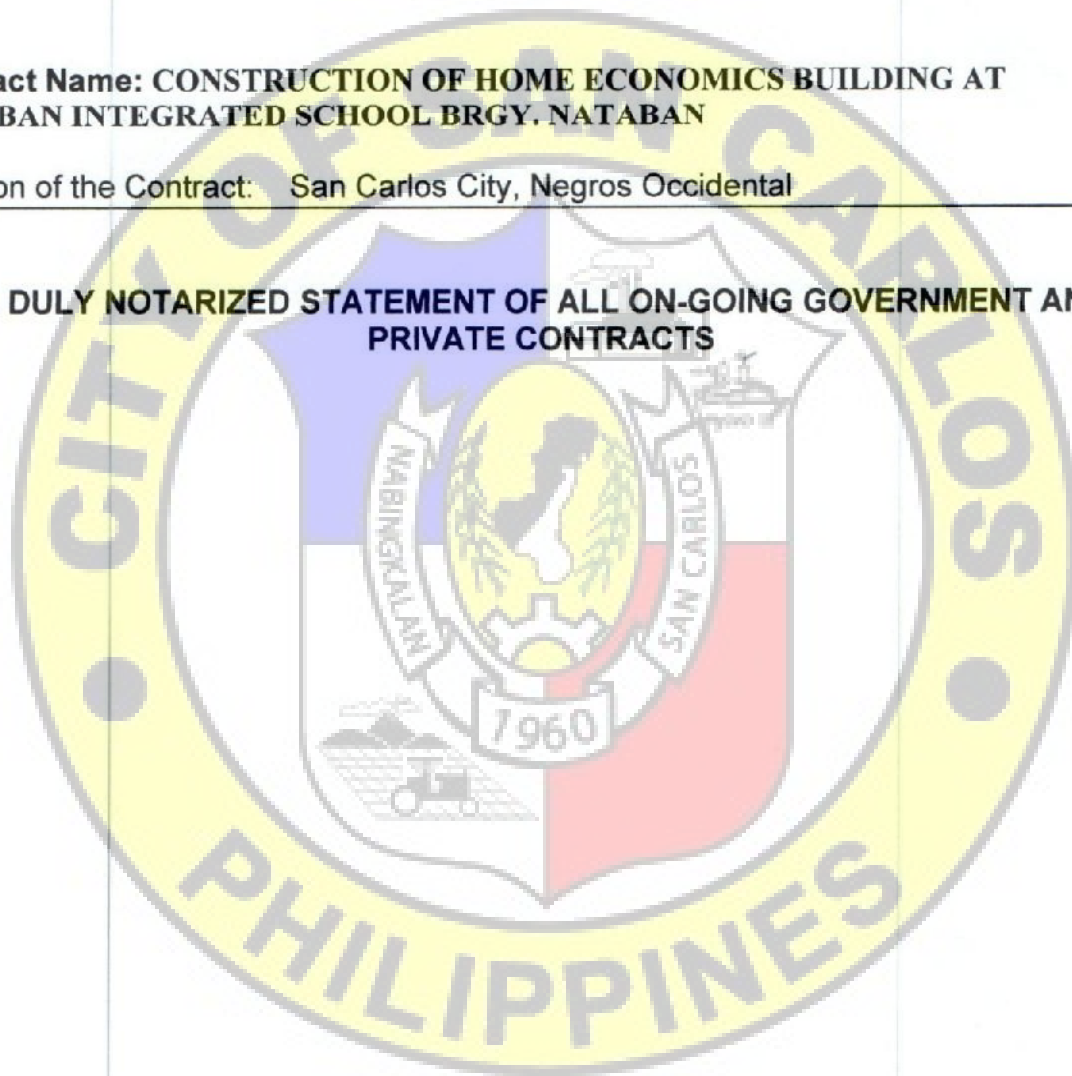 act Name: CONSTRUCTION OF HOME ECONOMICS BUILDING AT
BAN INTEGRATED SCHOOL BRGY. NATABAN
on of the Contract: San Carlos City, Negros Occidental
DULY NOTARIZED STATEMENT OF ALL ON-GOING GOVERNMENT AN
PRIVATE CONTRACTS
CITY OF SAN CARLOS
NABINGKALAN
SAN CARLOS
1960
PHILIPPINES